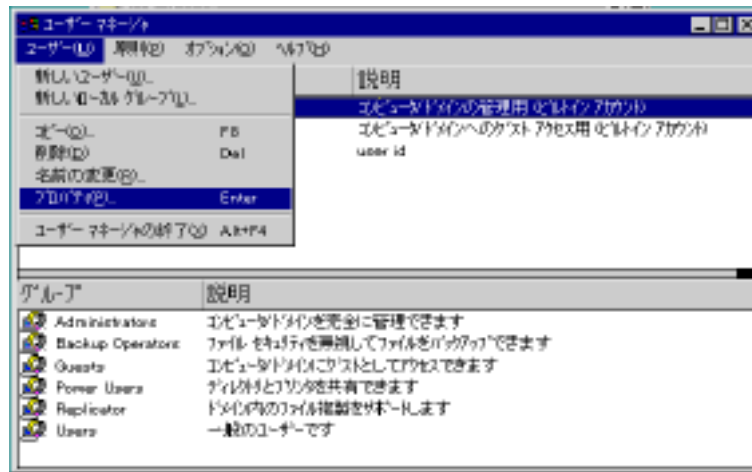 ユーザー マネージャ
ユーザー(U) 原則(P) オプション(O) ヘルプ(H)
新しいユーザー(U)...
新しいローカル グループ(L)...
コピー(C)... F8
削除(D) Del
名前の変更(R)...
プロパティ(P)... Enter
ユーザー マネージャの終了(X) Alt+F4
説明
コンピュータ/ドメインの管理用 (ビルトイン アカウント)
コンピュータ/ドメインへのゲスト アクセス用 (ビルトイン アカウント)
user id
グループ 説明
Administrators コンピュータ/ドメインを完全に管理できます
Backup Operators ファイル セキュリティを無視してファイルをバックアップできます
Guests コンピュータ/ドメインにゲストとしてアクセスできます
Power Users ディレクトリとプリンタを共有できます
Replicator ドメイン内のファイル複製をサポートします
Users 一般のユーザーです